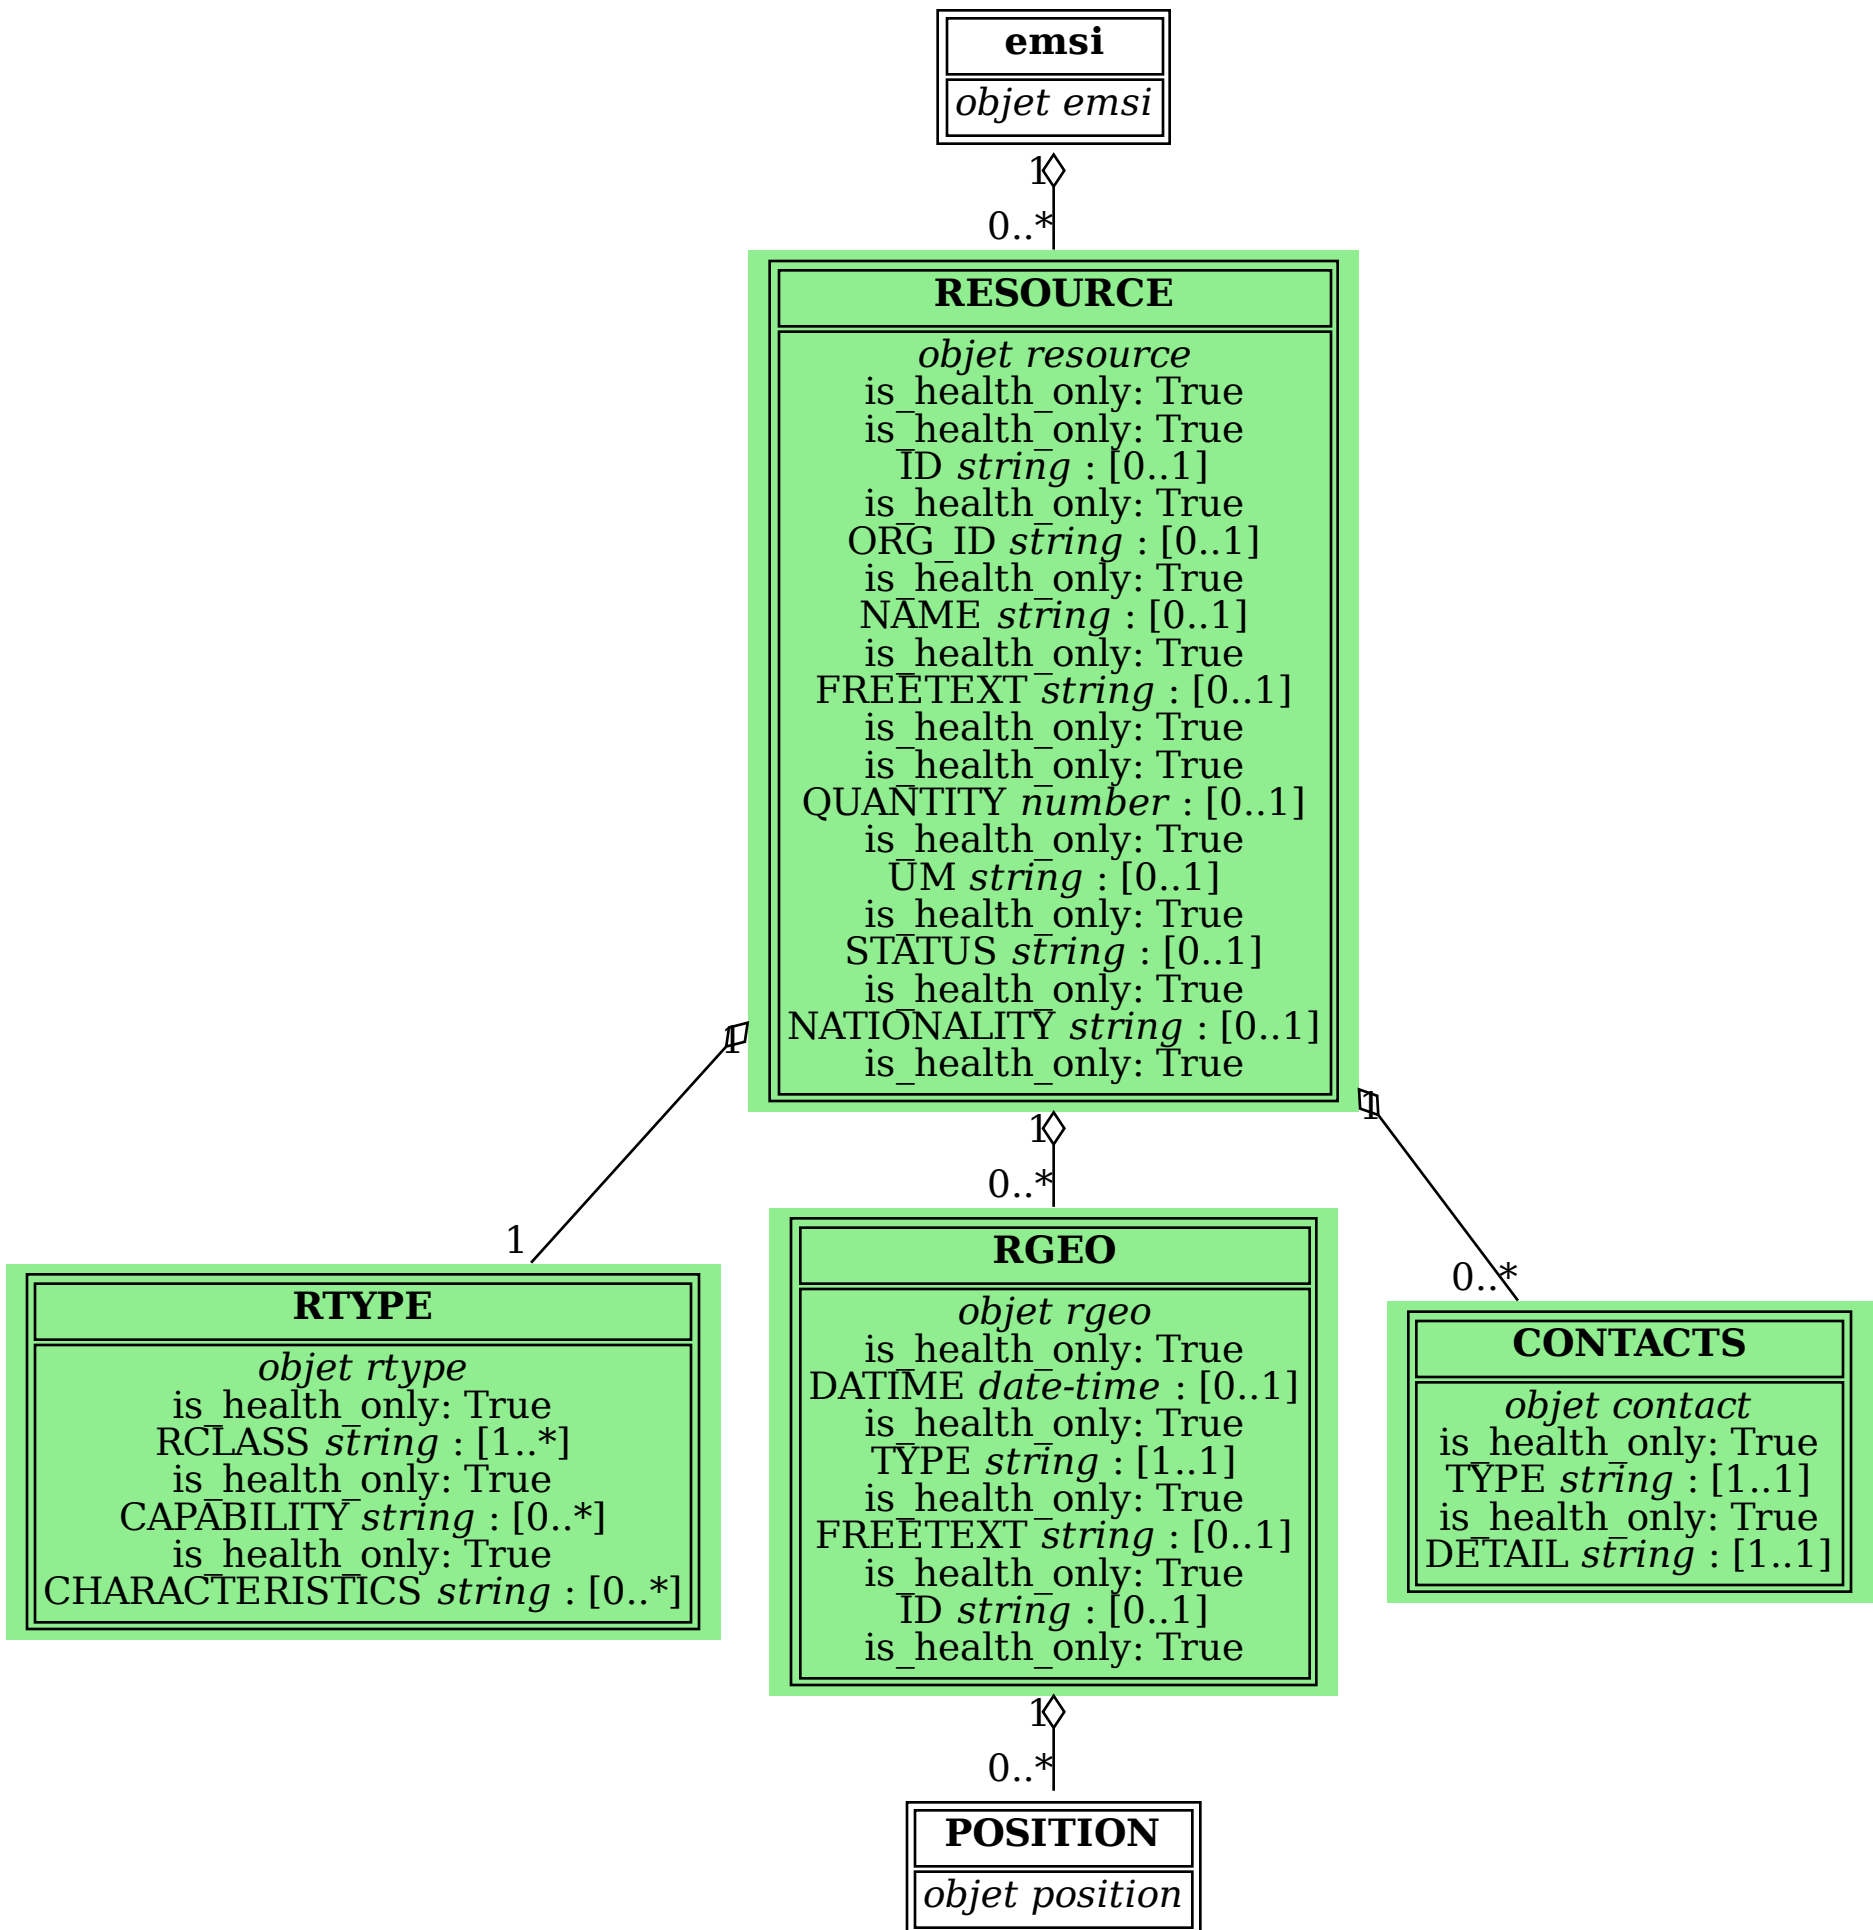 emsi
objet emsi
1
0..*
RESOURCE
objet resource
is_health_only: True
is_health_only: True
ID string : [0..1]
is_health_only: True
ORG_ID string : [0..1]
is_health_only: True
NAME string : [0..1]
is_health_only: True
FREETEXT string : [0..1]
is_health_only: True
is_health_only: True
QUANTITY number : [0..1]
is_health_only: True
UM string : [0..1]
is_health_only: True
STATUS string : [0..1]
is_health_only: True
NATIONALITY string : [0..1]
is_health_only: True
1
1
RTYPE
objet rtype
is_health_only: True
RCLASS string : [1..*]
is_health_only: True
CAPABILITY string : [0..*]
is_health_only: True
CHARACTERISTICS string : [0..*]
1
0..*
RGEO
objet rgeo
is_health_only: True
DATIME date-time : [0..1]
is_health_only: True
TYPE string : [1..1]
is_health_only: True
FREETEXT string : [0..1]
is_health_only: True
ID string : [0..1]
is_health_only: True
1
0..*
CONTACTS
objet contact
is_health_only: True
TYPE string : [1..1]
is_health_only: True
DETAIL string : [1..1]
1
0..*
POSITION
objet position